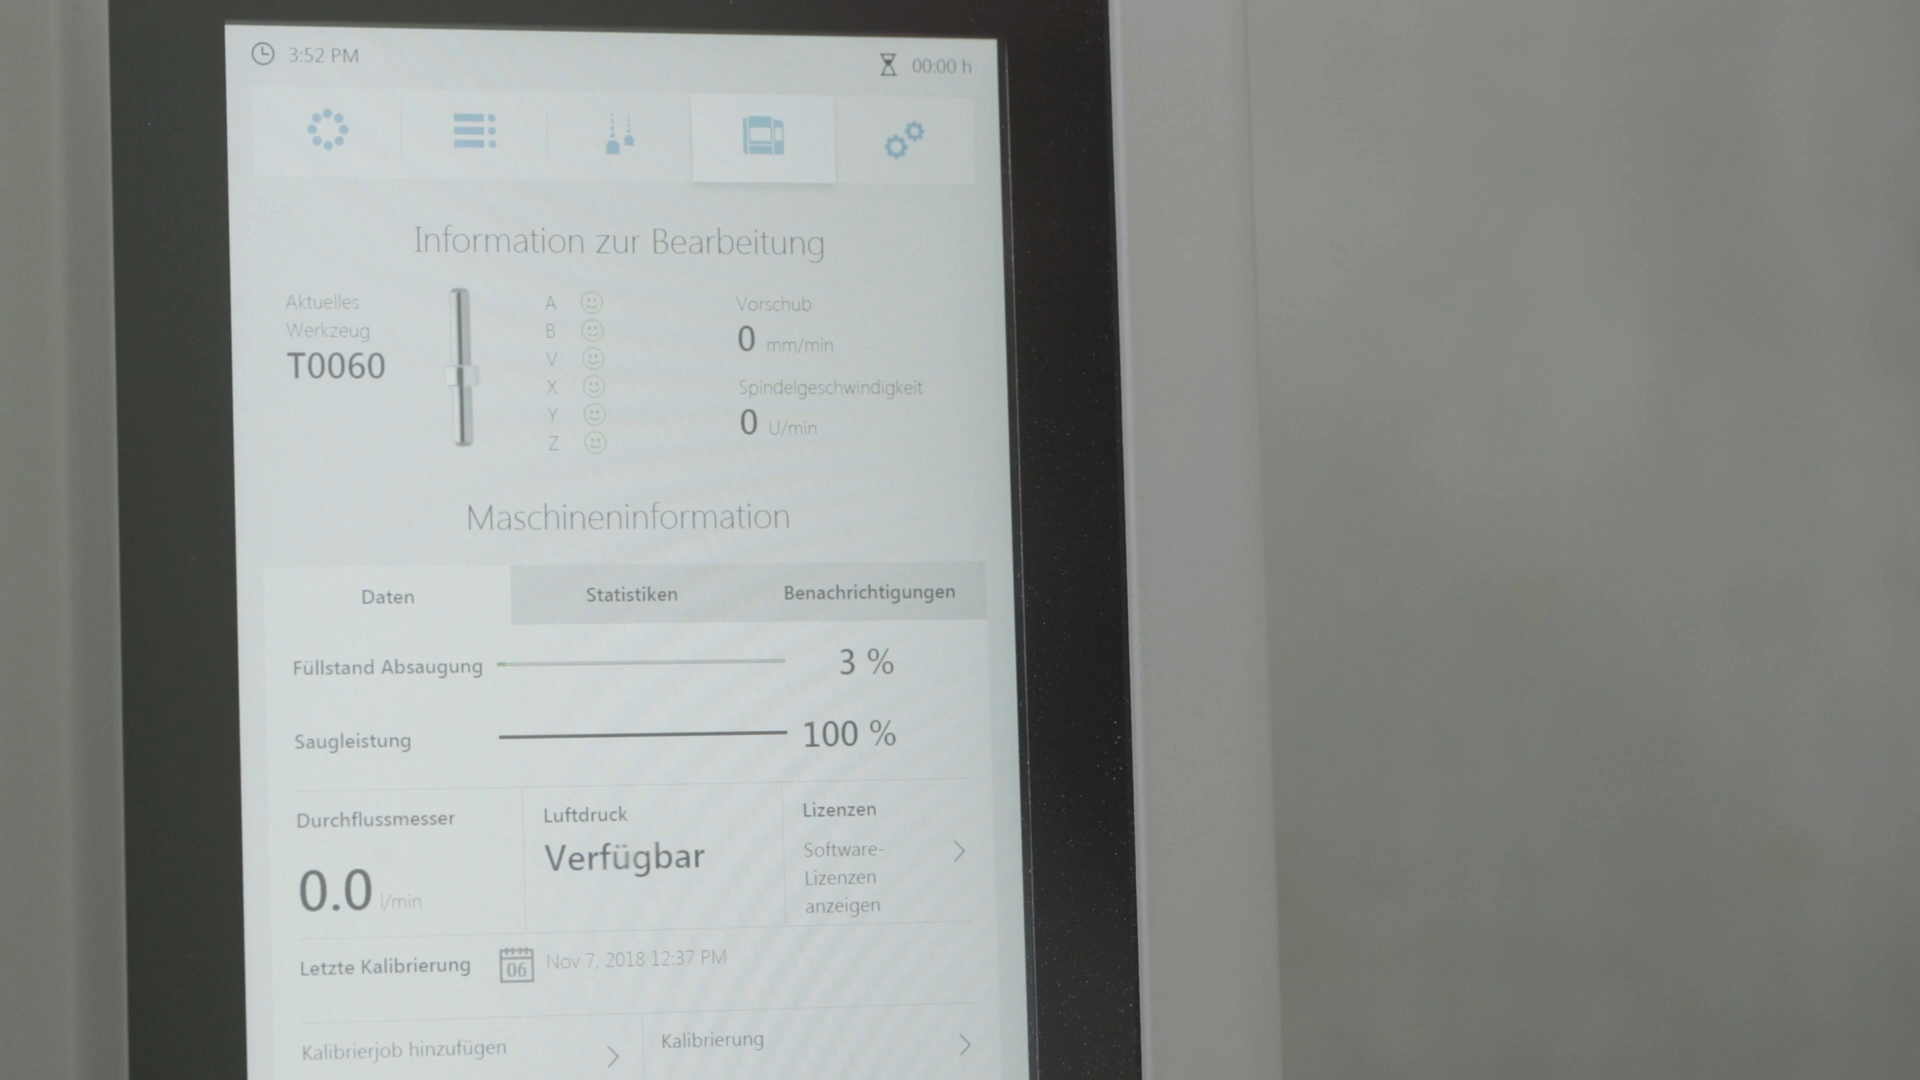 3:52 PM
00:00 h
Information zur Bearbeitung
Aktuelles
Werkzeug
T0060
A
B
V
X
Y
Z
Vorschub
0 mm/min
Spindelgeschwindigkeit
0 U/min
Maschineninformation
Daten
Statistiken
Benachrichtigungen
Füllstand Absaugung
3 %
Saugleistung
100 %
Durchflussmesser
0.0 l/min
Luftdruck
Verfügbar
Lizenzen
Software-
Lizenzen
anzeigen
Letzte Kalibrierung
06
Nov 7, 2018 12:37 PM
Kalibrierjob hinzufügen
Kalibrierung